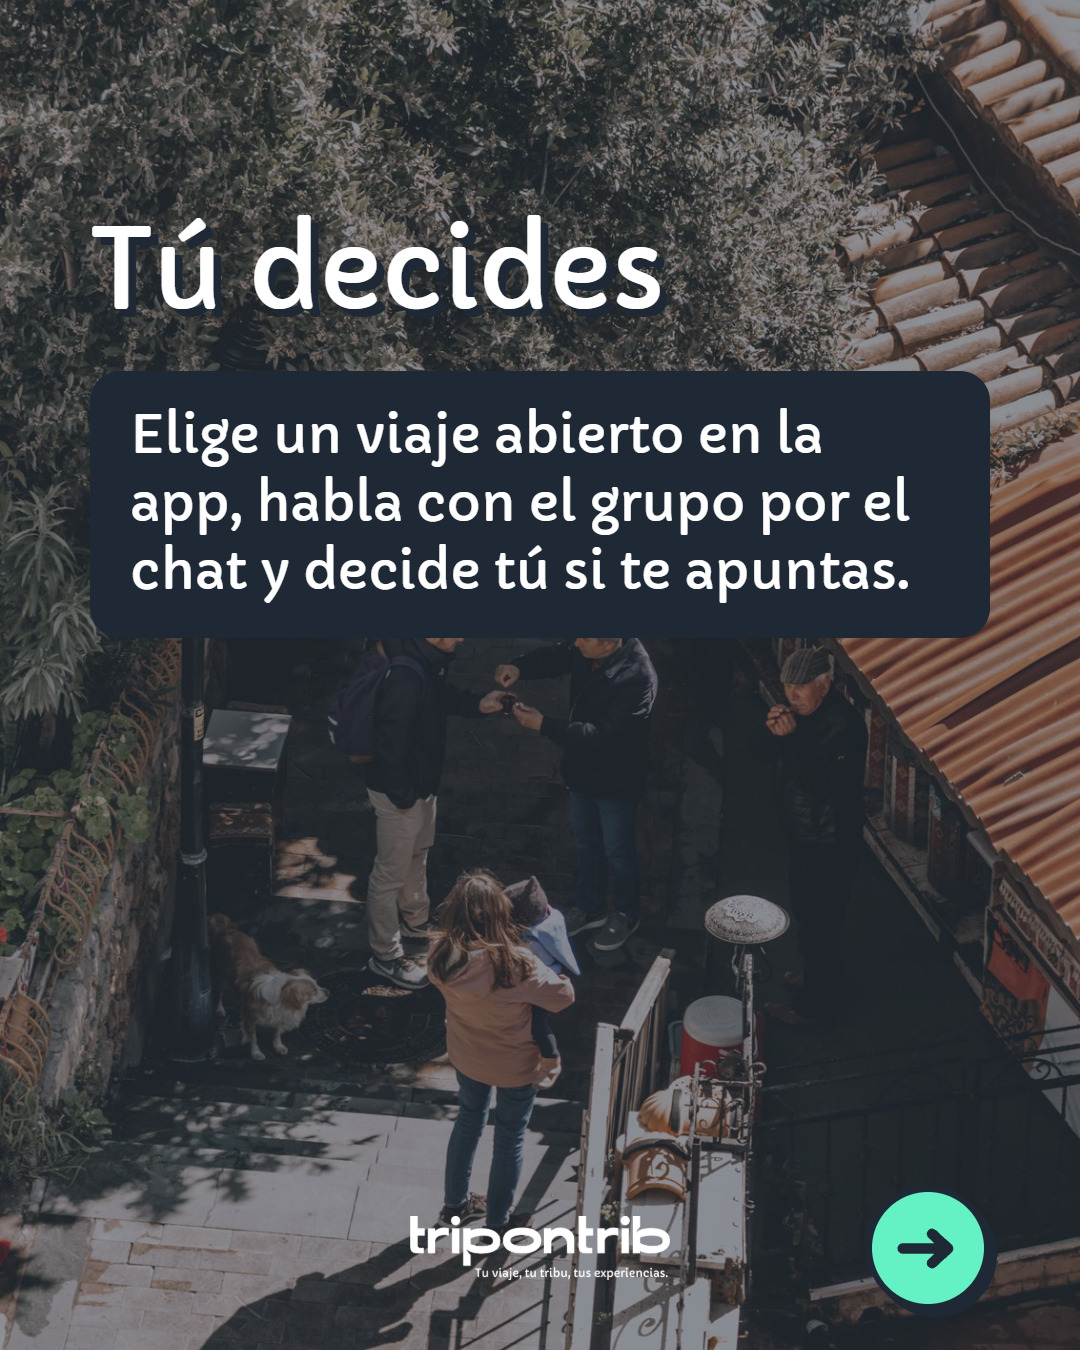 Tú decides
Elige un viaje abierto en la
app, habla con el grupo por el
chat y decide tú si te apuntas.
tripontrib
Tu viaje, tu tribu, tus experiencias.